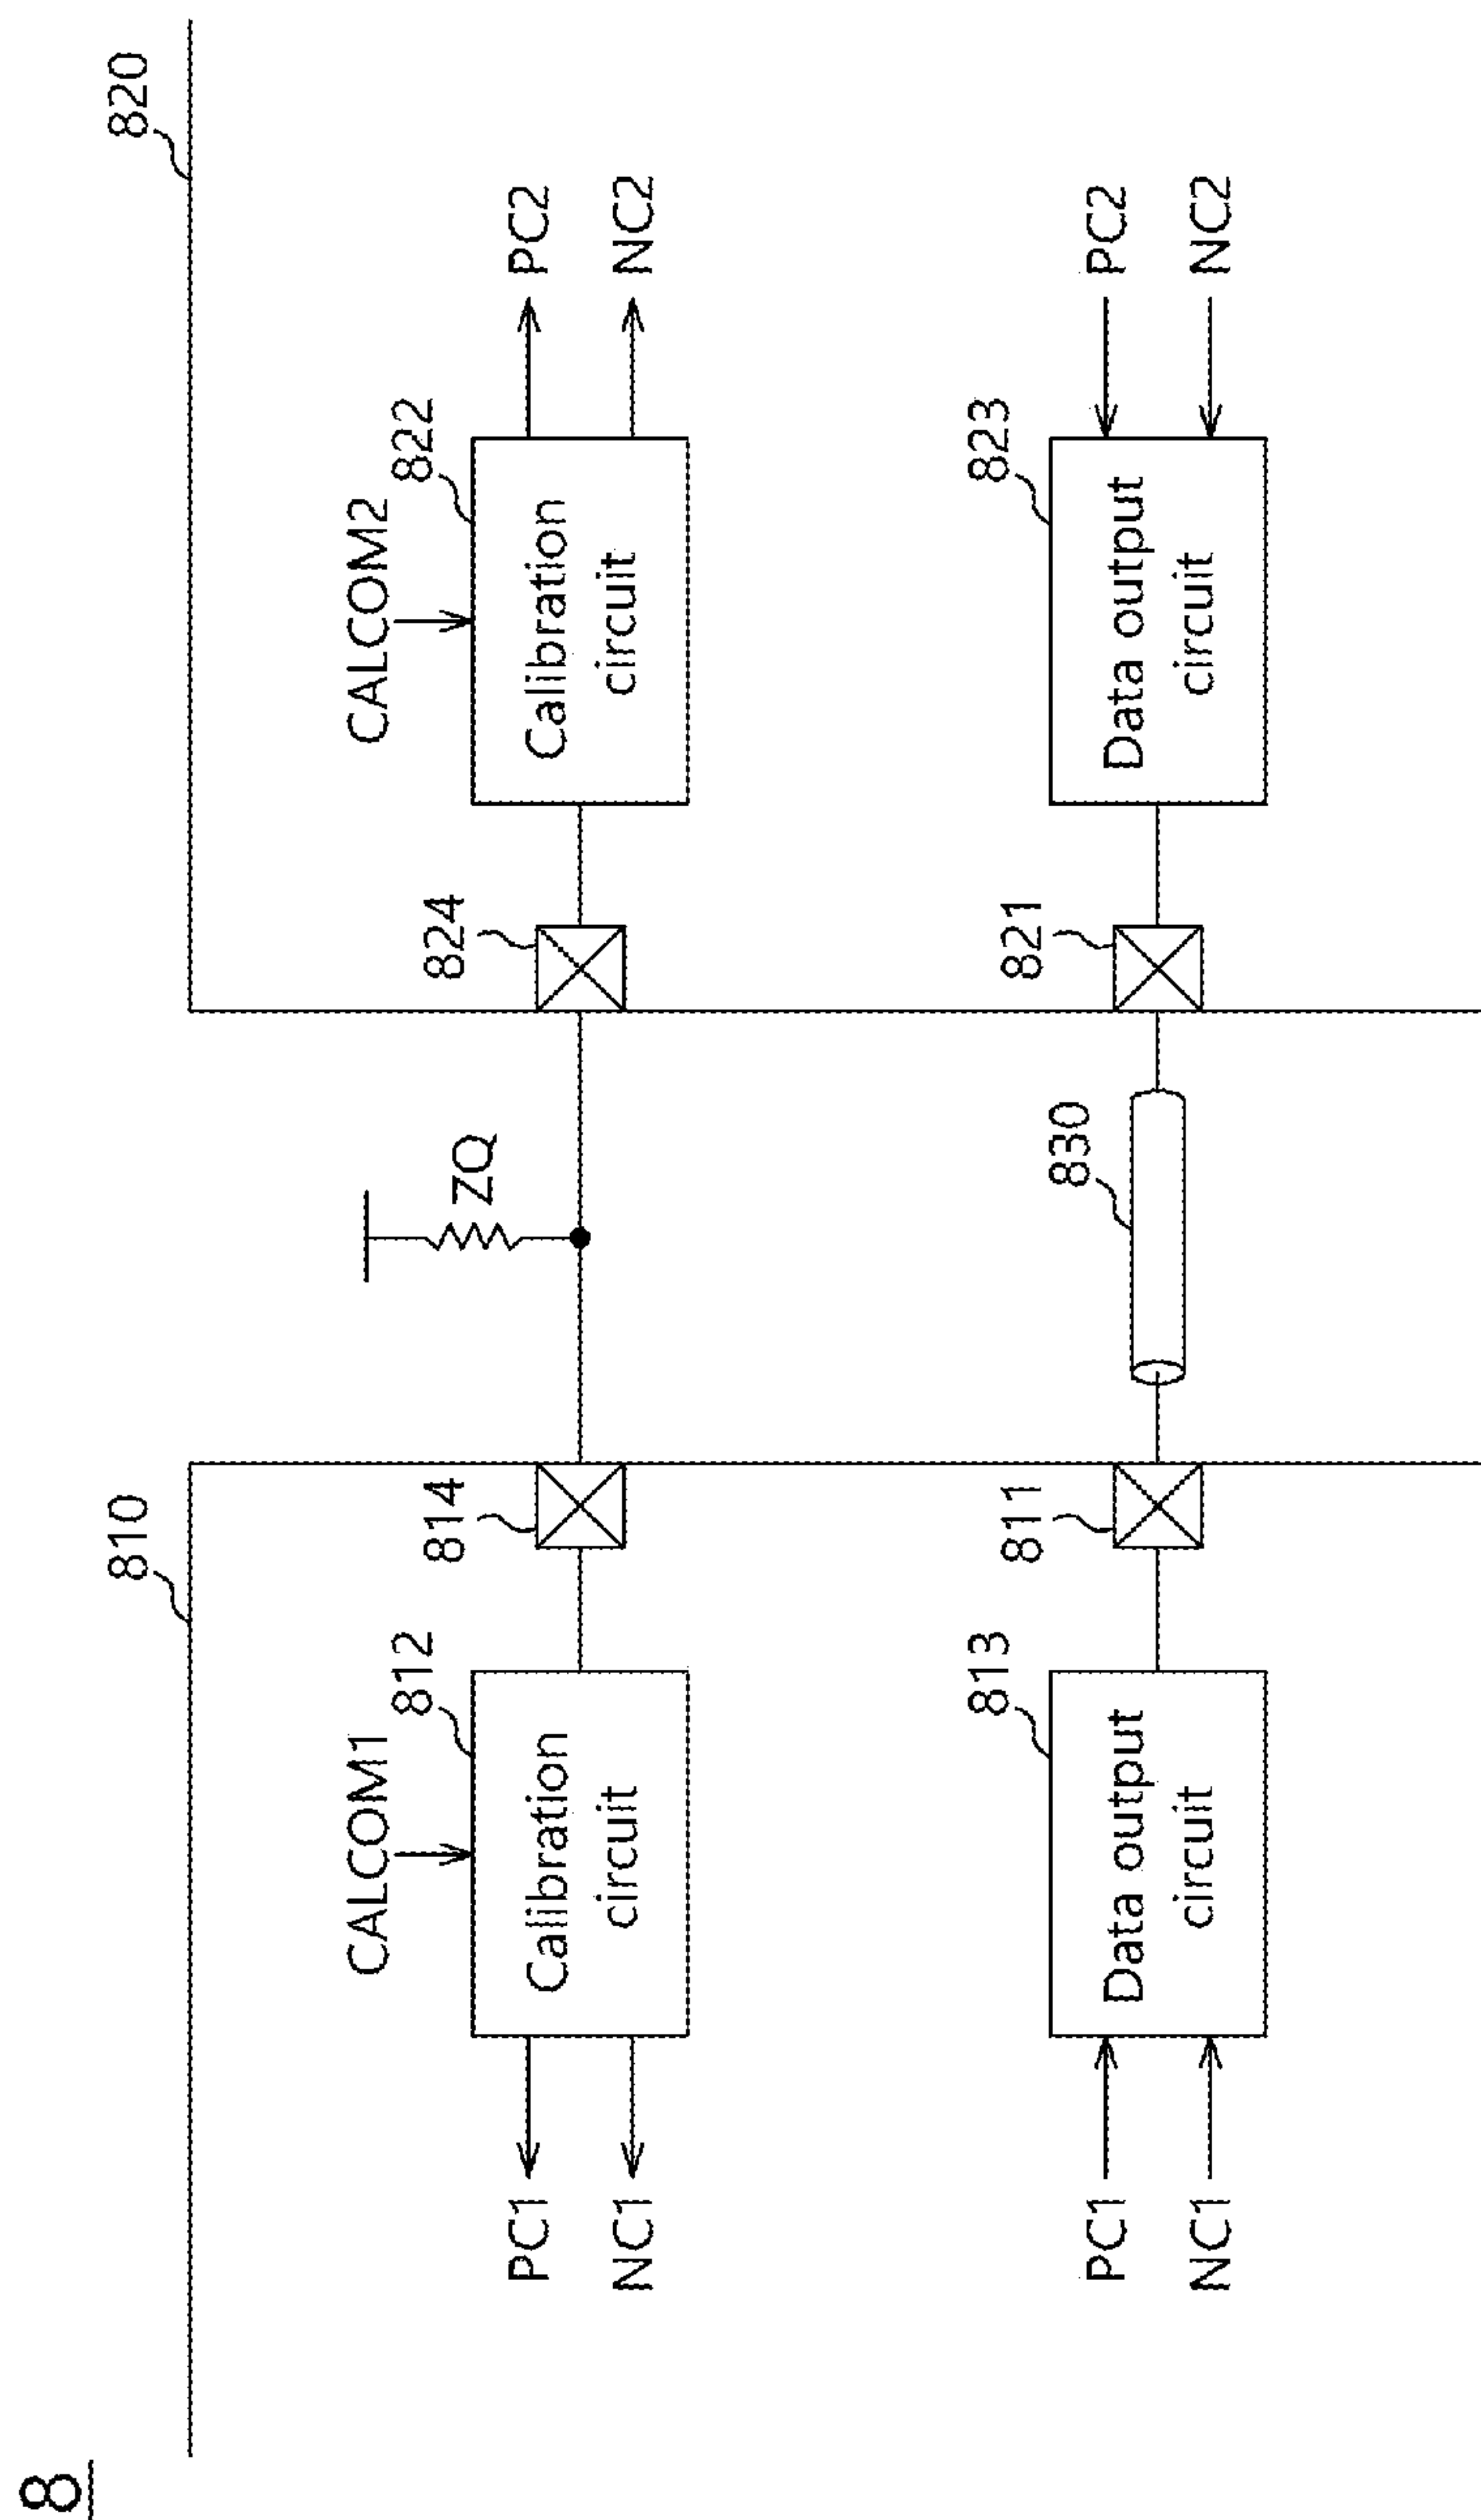 8
810
820
CALCOM1
812
Calibration
circuit
PC1
NC1
814
ZQ
824
CALCOM2
822
Calibration
circuit
PC2
NC2
813
Data output
circuit
PC1
NC1
811
830
821
823
Data output
circuit
PC2
NC2